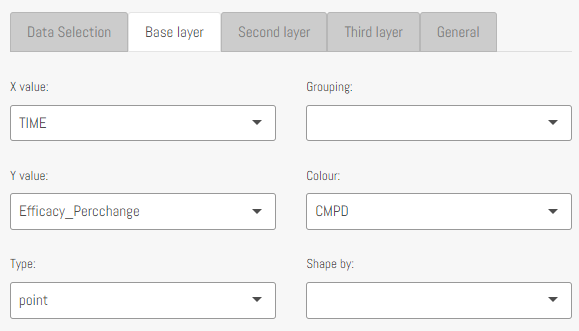 Data Selection Base layer Second layer Third layer General
X value: Grouping:
TIME
Y value: Colour:
Efficacy_Percchange CMPD
Type: Shape by:
point